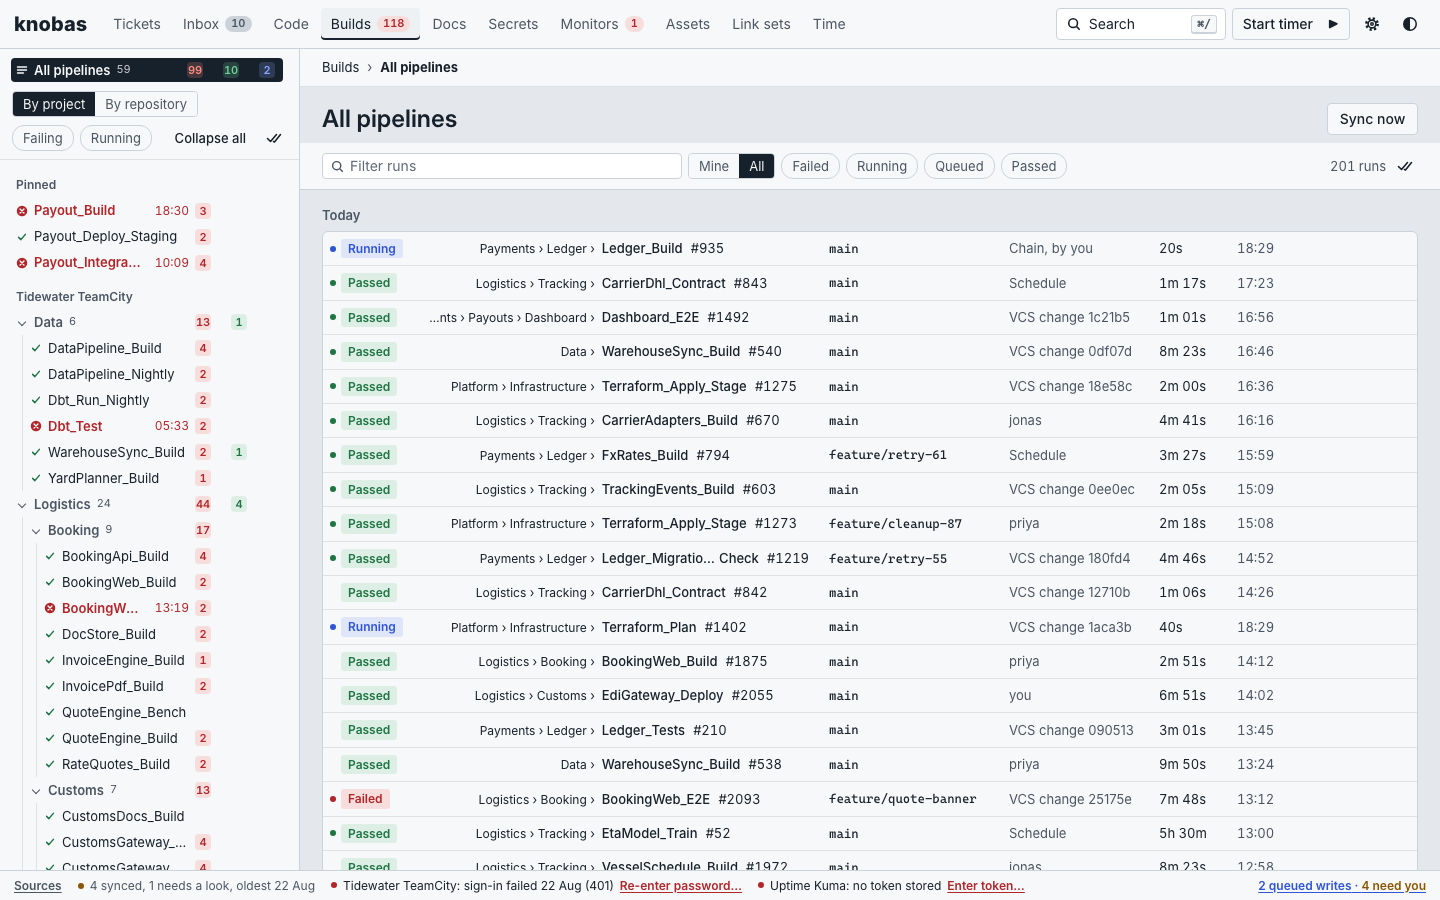 knobas Tickets Inbox 10 Code Builds 118 Docs Secrets Monitors 1 Assets Link sets Time Search ⌘/ Start timer
All pipelines 59 99 10 2
By project By repository
Failing Running Collapse all
Pinned
Payout_Build 18:30 3
Payout_Deploy_Staging 2
Payout_Integra... 10:09 4
Tidewater TeamCity
Data 6 13 1
DataPipeline_Build 4
DataPipeline_Nightly 2
Dbt_Run_Nightly 2
Dbt_Test 05:33 2
WarehouseSync_Build 2 1
YardPlanner_Build 1
Logistics 24 44 4
Booking 9 17
BookingApi_Build 4
BookingWeb_Build 2
BookingW... 13:19 2
DocStore_Build 2
InvoiceEngine_Build 1
InvoicePdf_Build 2
QuoteEngine_Bench
QuoteEngine_Build 2
RateQuotes_Build 2
Customs 7 13
CustomsDocs_Build
CustomsGateway_... 4
CustomsGateway 4
Builds › All pipelines
All pipelines Sync now
Filter runs Mine All Failed Running Queued Passed 201 runs
Today
Running Payments › Ledger › Ledger_Build #935 main Chain, by you 20s 18:29
Passed Logistics › Tracking › CarrierDhl_Contract #843 main Schedule 1m 17s 17:23
Passed ...nts › Payouts › Dashboard › Dashboard_E2E #1492 main VCS change 1c21b5 1m 01s 16:56
Passed Data › WarehouseSync_Build #540 main VCS change 0df07d 8m 23s 16:46
Passed Platform › Infrastructure › Terraform_Apply_Stage #1275 main VCS change 18e58c 2m 00s 16:36
Passed Logistics › Tracking › CarrierAdapters_Build #670 main jonas 4m 41s 16:16
Passed Payments › Ledger › FxRates_Build #794 feature/retry-61 Schedule 3m 27s 15:59
Passed Logistics › Tracking › TrackingEvents_Build #603 main VCS change 0ee0ec 2m 05s 15:09
Passed Platform › Infrastructure › Terraform_Apply_Stage #1273 feature/cleanup-87 priya 2m 18s 15:08
Passed Payments › Ledger › Ledger_Migratio... Check #1219 feature/retry-55 VCS change 180fd4 4m 46s 14:52
Passed Logistics › Tracking › CarrierDhl_Contract #842 main VCS change 12710b 1m 06s 14:26
Running Platform › Infrastructure › Terraform_Plan #1402 main VCS change 1aca3b 40s 18:29
Passed Logistics › Booking › BookingWeb_Build #1875 main priya 2m 51s 14:12
Passed Logistics › Customs › EdiGateway_Deploy #2055 main you 6m 51s 14:02
Passed Payments › Ledger › Ledger_Tests #210 main VCS change 090513 3m 01s 13:45
Passed Data › WarehouseSync_Build #538 main priya 9m 50s 13:24
Failed Logistics › Booking › BookingWeb_E2E #2093 feature/quote-banner VCS change 25175e 7m 48s 13:12
Passed Logistics › Tracking › EtaModel_Train #52 main Schedule 5h 30m 13:00
Passed Logistics › Tracking › VesselSchedule_Build #1972 main jonas 8m 23s 12:58
Sources 4 synced, 1 needs a look, oldest 22 Aug Tidewater TeamCity: sign-in failed 22 Aug (401) Re-enter password... Uptime Kuma: no token stored Enter token... 2 queued writes · 4 need you